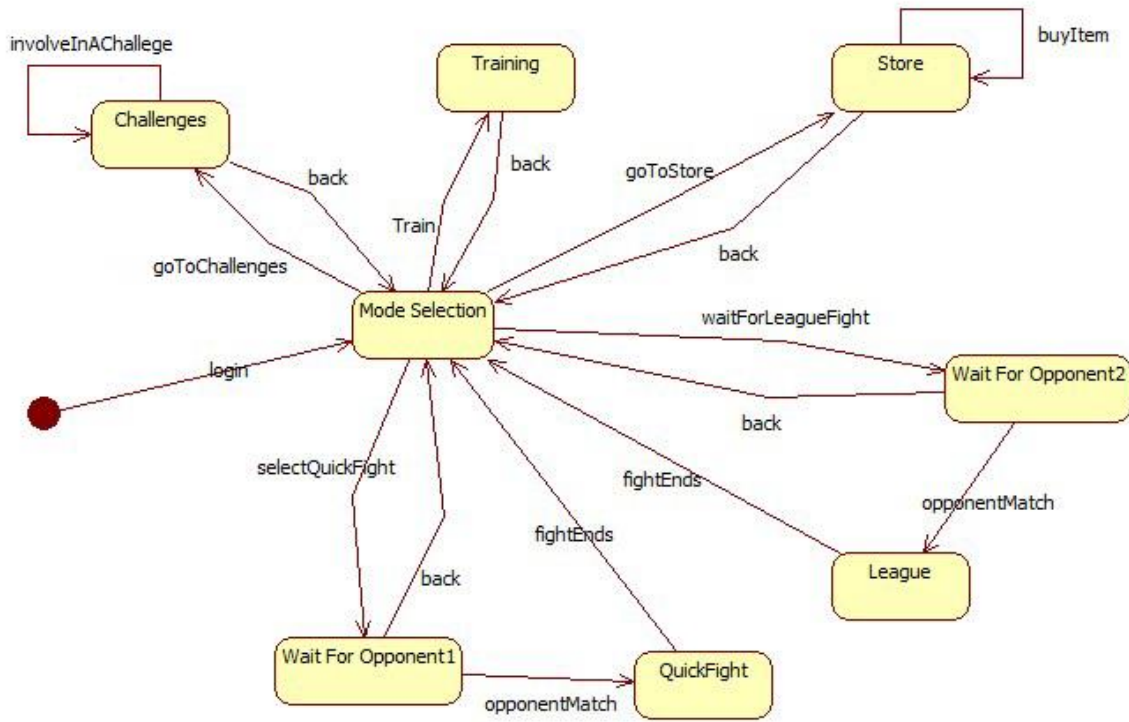 involveInAChallege
Training
Store
buyItem
Challenges
back
back
goToStore
Train
goToChallenges
back
Mode Selection
waitForLeagueFight
login
Wait For Opponent2
back
selectQuickFight
fightEnds
opponentMatch
fightEnds
back
League
Wait For Opponent1
QuickFight
opponentMatch